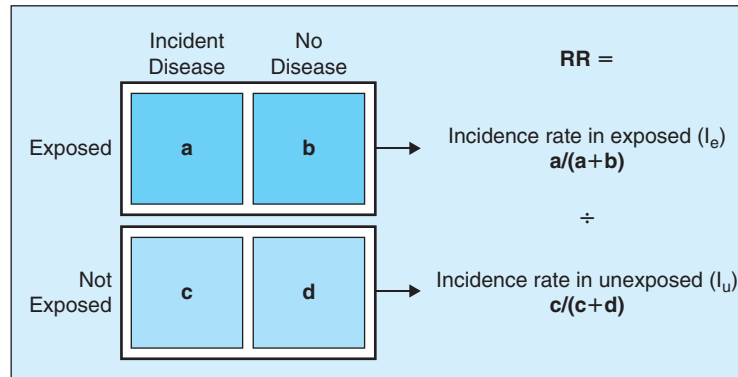 Incident
Disease
No
Disease
RR =
Exposed
a
b
Incidence rate in exposed (Iₑ)
a/(a+b)
÷
Not
Exposed
c
d
Incidence rate in unexposed (Iᵤ)
c/(c+d)